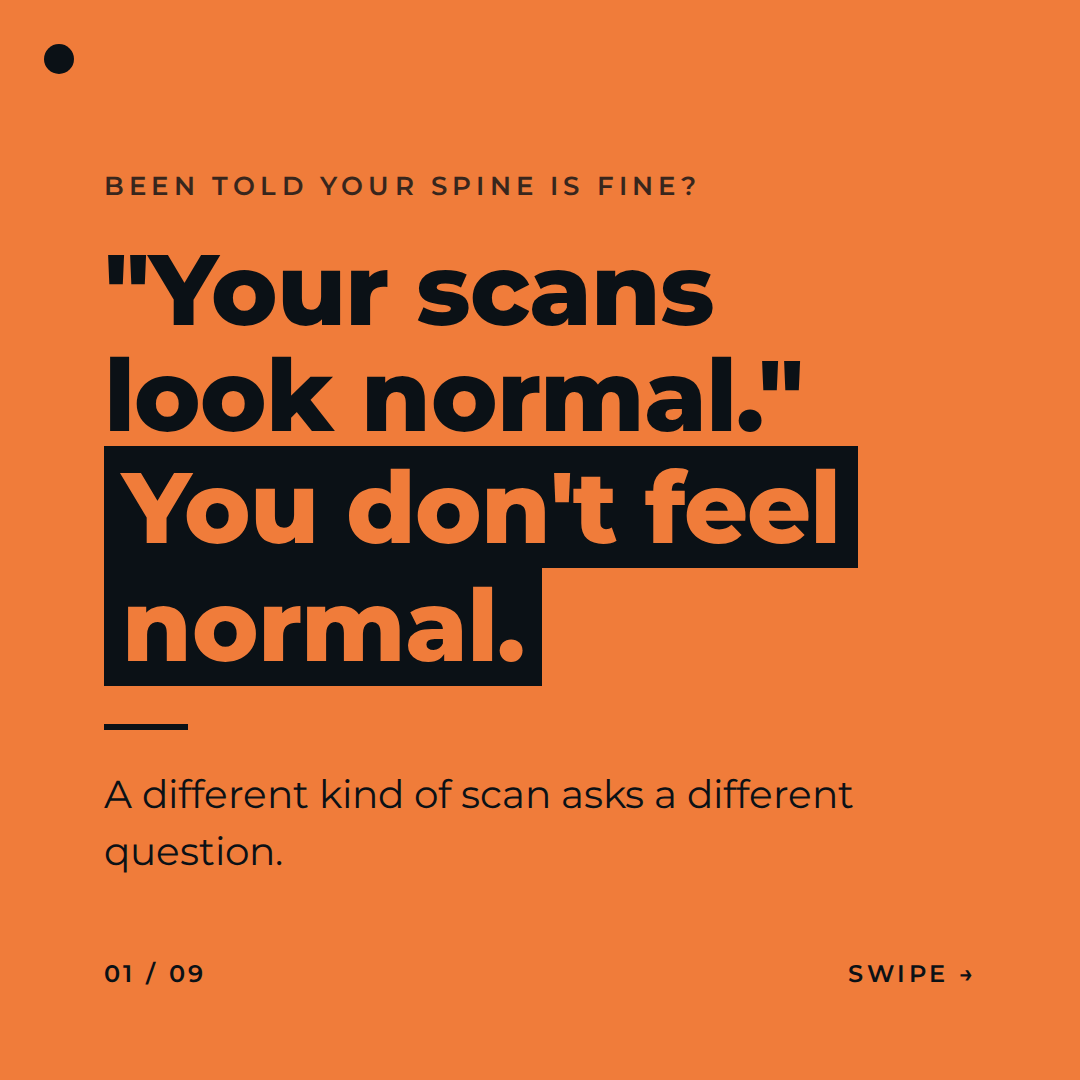 BEEN TOLD YOUR SPINE IS FINE?
"Your scans
look normal."
You don't feel
normal.
A different kind of scan asks a different
question.
01 / 09
SWIPE →